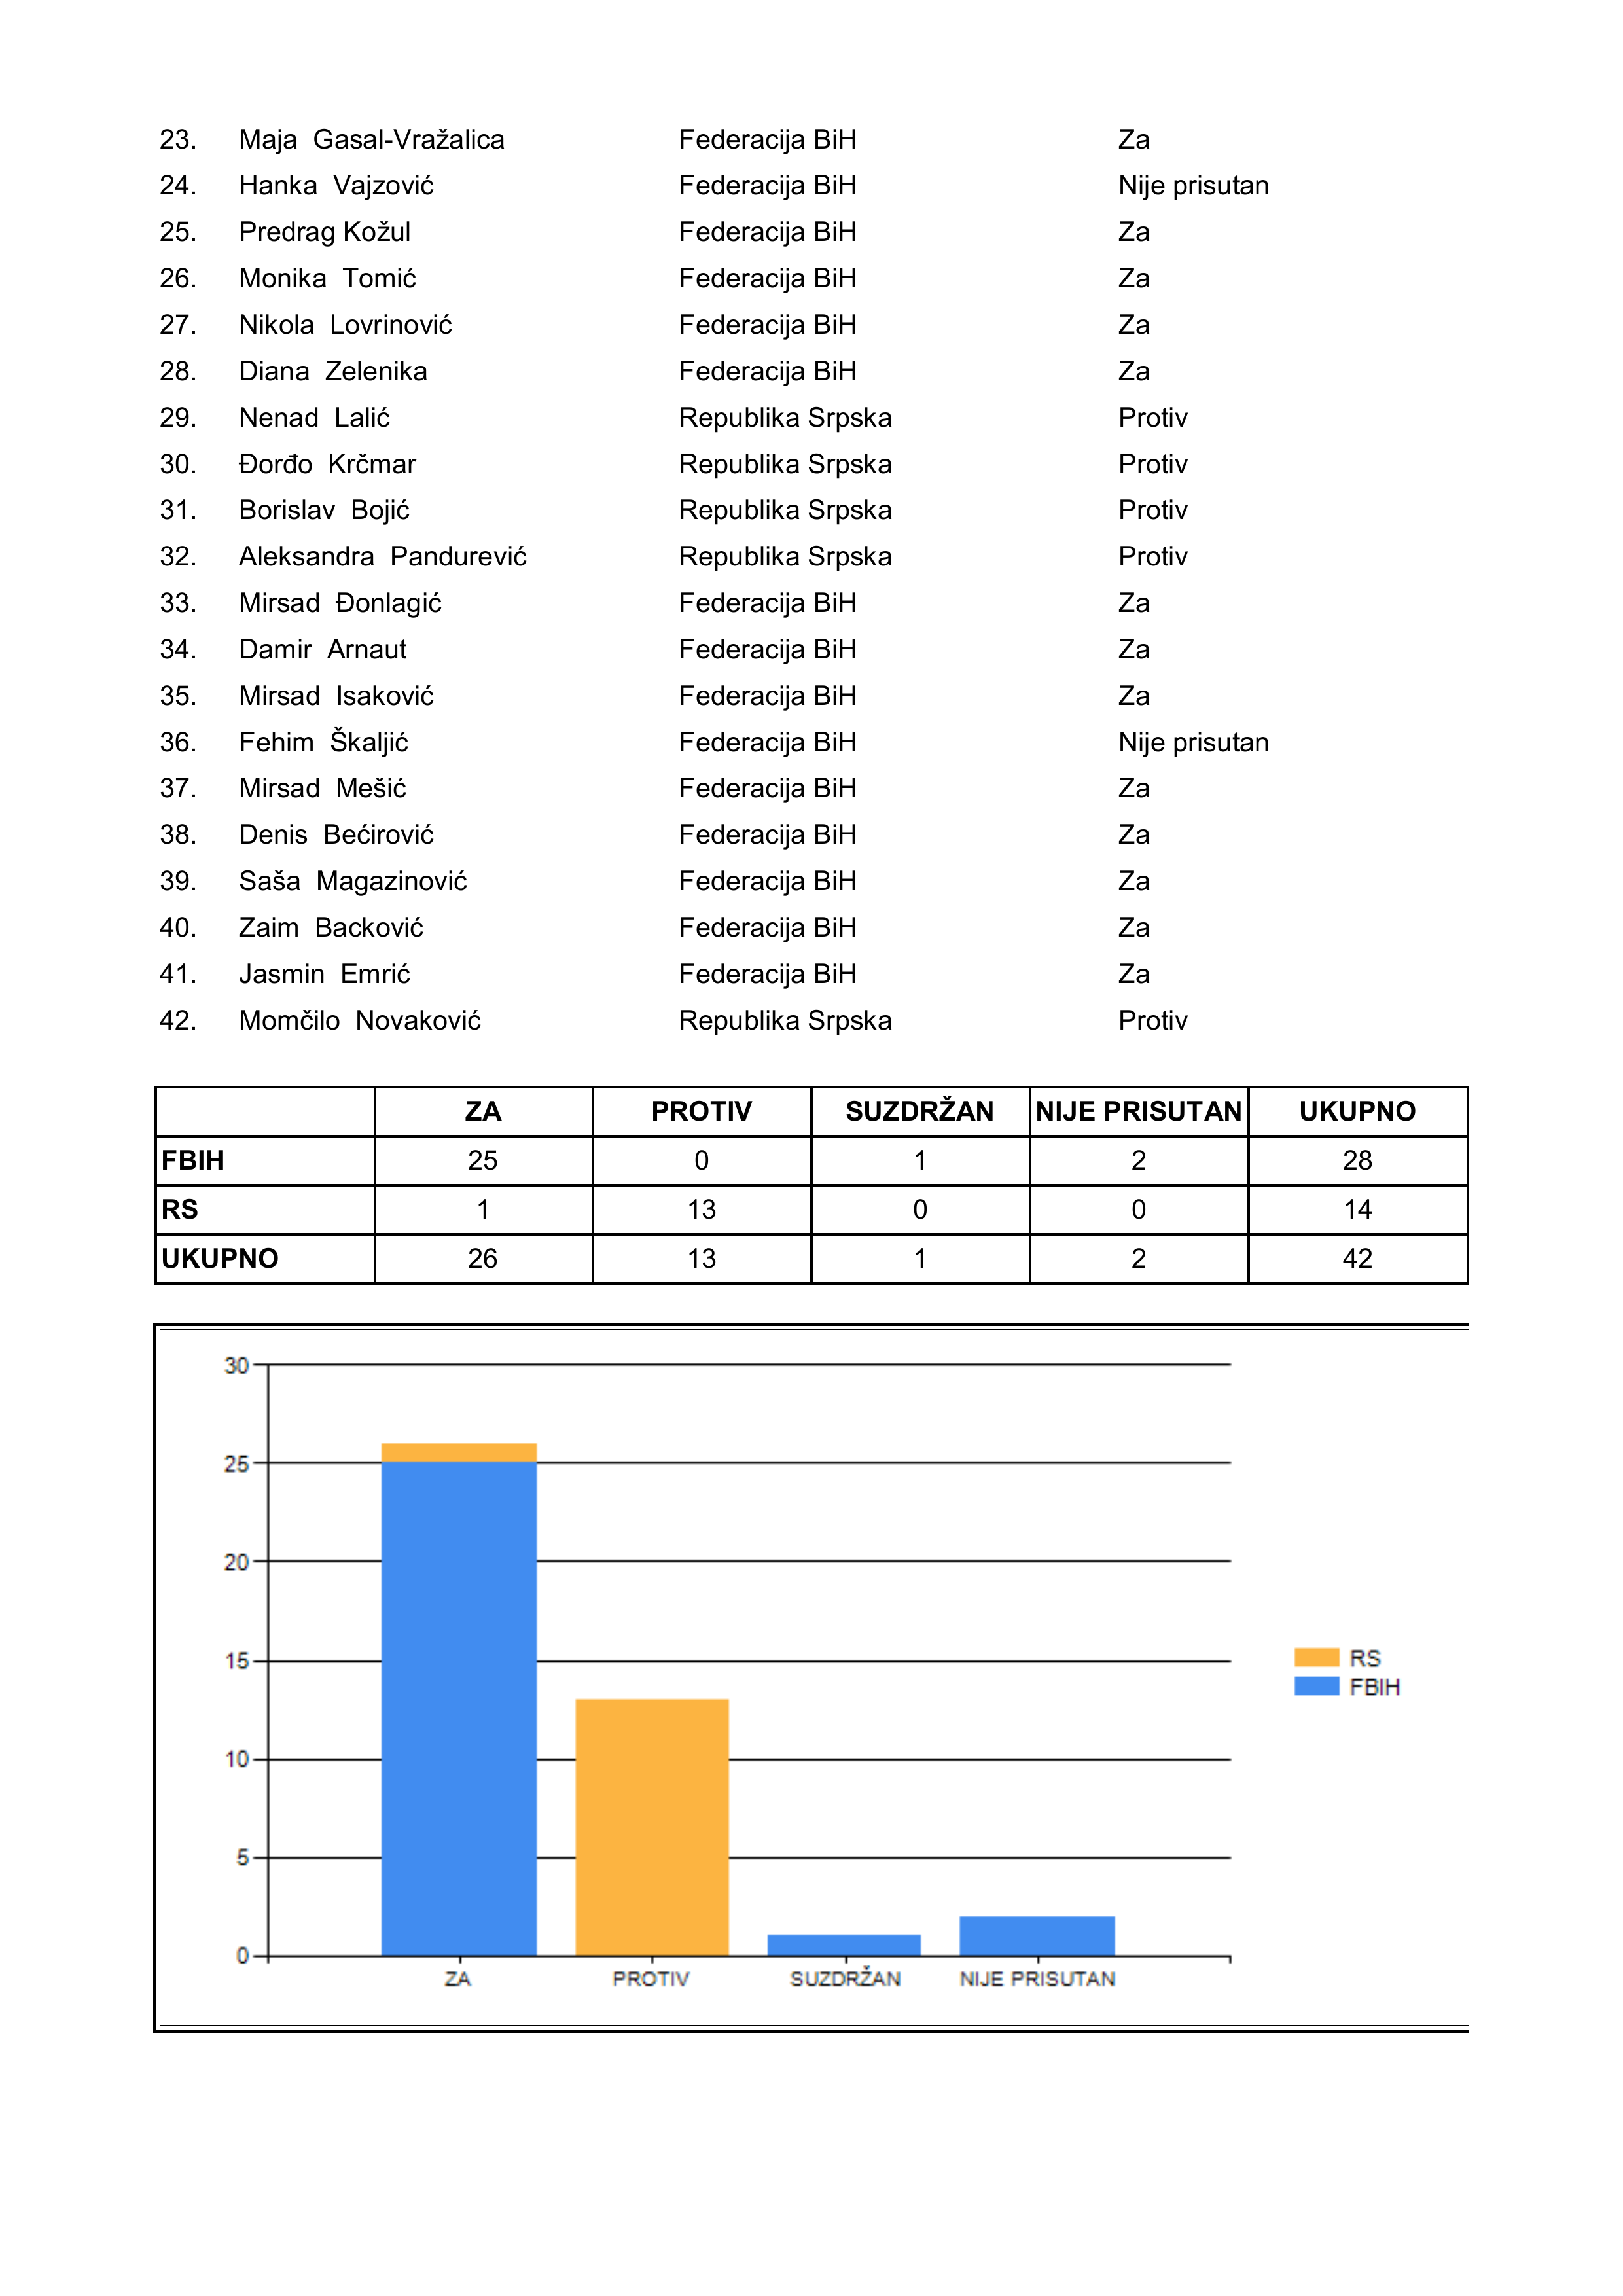 23. Maja Gasal-Vražalica Federacija BiH Za
24. Hanka Vajzović Federacija BiH Nije prisutan
25. Predrag Kožul Federacija BiH Za
26. Monika Tomić Federacija BiH Za
27. Nikola Lovrinović Federacija BiH Za
28. Diana Zelenika Federacija BiH Za
29. Nenad Lalić Republika Srpska Protiv
30. Đorđo Krčmar Republika Srpska Protiv
31. Borislav Bojić Republika Srpska Protiv
32. Aleksandra Pandurević Republika Srpska Protiv
33. Mirsad Đonlagić Federacija BiH Za
34. Damir Arnaut Federacija BiH Za
35. Mirsad Isaković Federacija BiH Za
36. Fehim Škaljić Federacija BiH Nije prisutan
37. Mirsad Mešić Federacija BiH Za
38. Denis Bećirović Federacija BiH Za
39. Saša Magazinović Federacija BiH Za
40. Zaim Backović Federacija BiH Za
41. Jasmin Emrić Federacija BiH Za
42. Momčilo Novaković Republika Srpska Protiv
ZA PROTIV SUZDRŽAN NIJE PRISUTAN UKUPNO
FBIH 25 0 1 2 28
RS 1 13 0 0 14
UKUPNO 26 13 1 2 42
30
25
20
15
10
5
0
ZA PROTIV SUZDRŽAN NIJE PRISUTAN
RS
FBIH